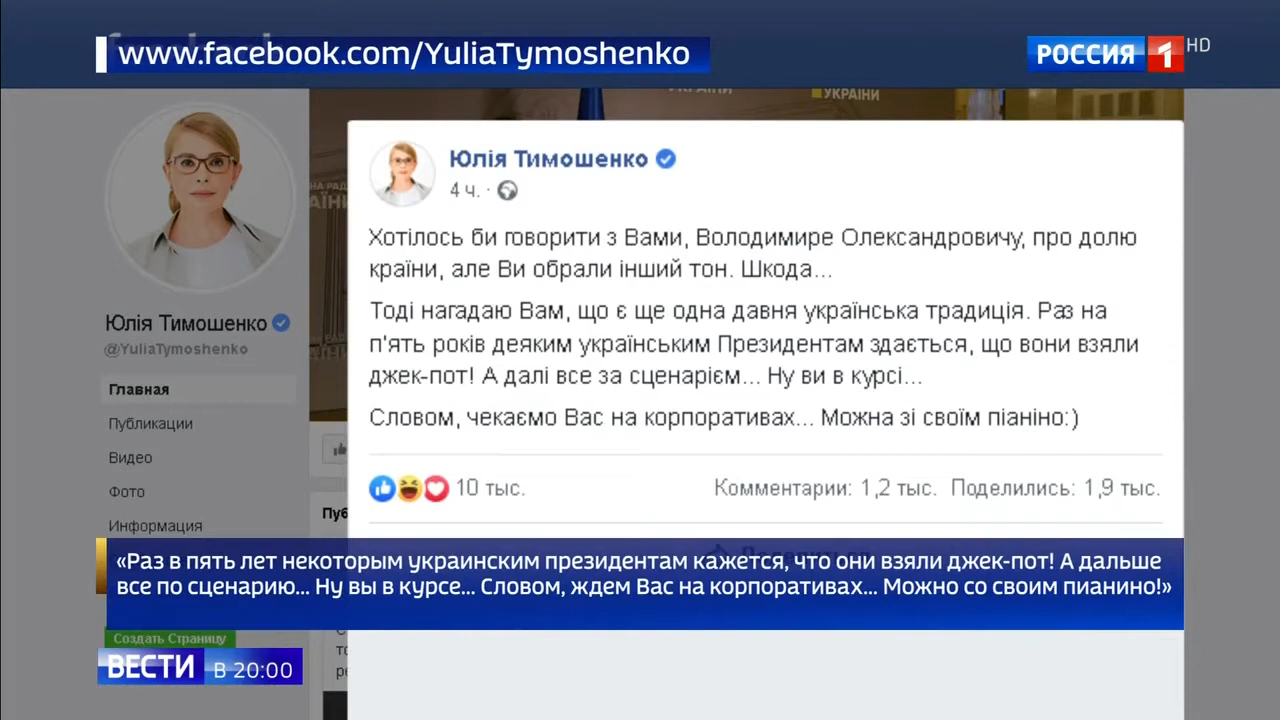 www.facebook.com/YuliaTymoshenko
РОССИЯ 1 HD
УКРАЇНИ
Юлія Тимошенко
4 ч.
Хотілось би говорити з Вами, Володимире Олександровичу, про долю
країни, але Ви обрали інший тон. Шкода...
Тоді нагадаю Вам, що є ще одна давня українська традиція. Раз на
п'ять років деяким українським Президентам здається, що вони взяли
джек-пот! А далі все за сценарієм... Ну ви в курсі...
Словом, чекаємо Вас на корпоративах... Можна зі своїм піаніно:)
10 тыс.
Комментарии: 1,2 тыс. Поделились: 1,9 тыс.
Юлія Тимошенко
@YuliaTymoshenko
Главная
Публикации
Видео
Фото
Информация
«Раз в пять лет некоторым украинским президентам кажется, что они взяли джек-пот! А дальше
все по сценарию... Ну вы в курсе... Словом, ждем Вас на корпоративах... Можно со своим пианино!»
Создать Страницу
ВЕСТИ В 20:00